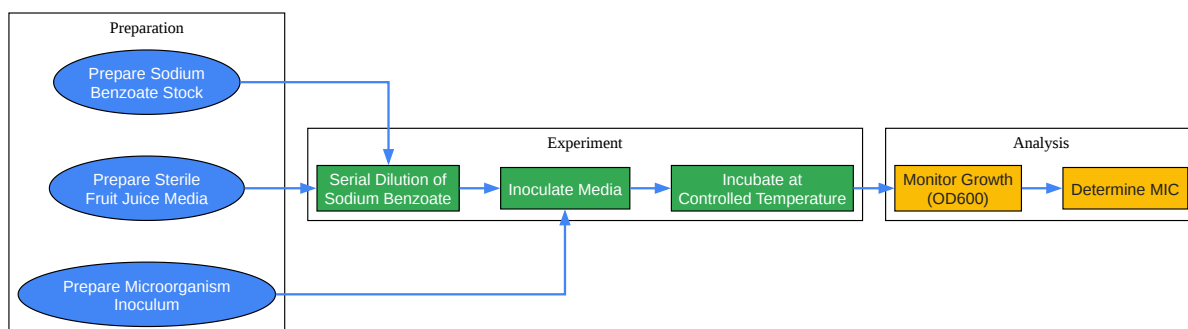 Preparation
Prepare Sodium
Benzoate Stock
Prepare Sterile
Fruit Juice Media
Prepare Microorganism
Inoculum
Experiment
Serial Dilution of
Sodium Benzoate
Inoculate Media
Incubate at
Controlled Temperature
Analysis
Monitor Growth
(OD600)
Determine MIC